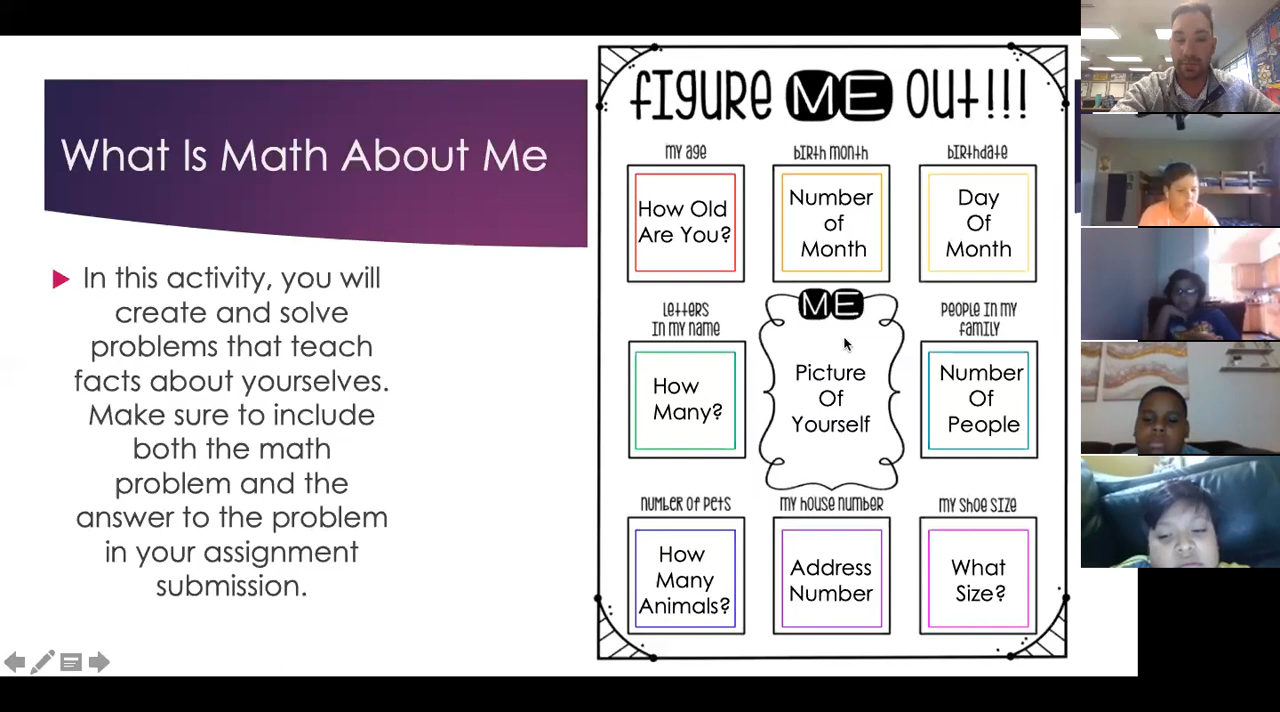 What Is Math About Me
In this activity, you will
create and solve
problems that teach
facts about yourselves.
Make sure to include
both the math
problem and the
answer to the problem
in your assignment
submission.
FIGURE ME OUT!!!
MY AGE
How Old
Are You?
BIRTH MONTH
Number
of
Month
BIRTHDATE
Day
Of
Month
LETTERS
IN MY NAME
How
Many?
ME
Picture
Of
Yourself
PEOPLE IN MY
FAMILY
Number
Of
People
NUMBER OF PETS
How
Many
Animals?
MY HOUSE NUMBER
Address
Number
MY SHOE SIZE
What
Size?